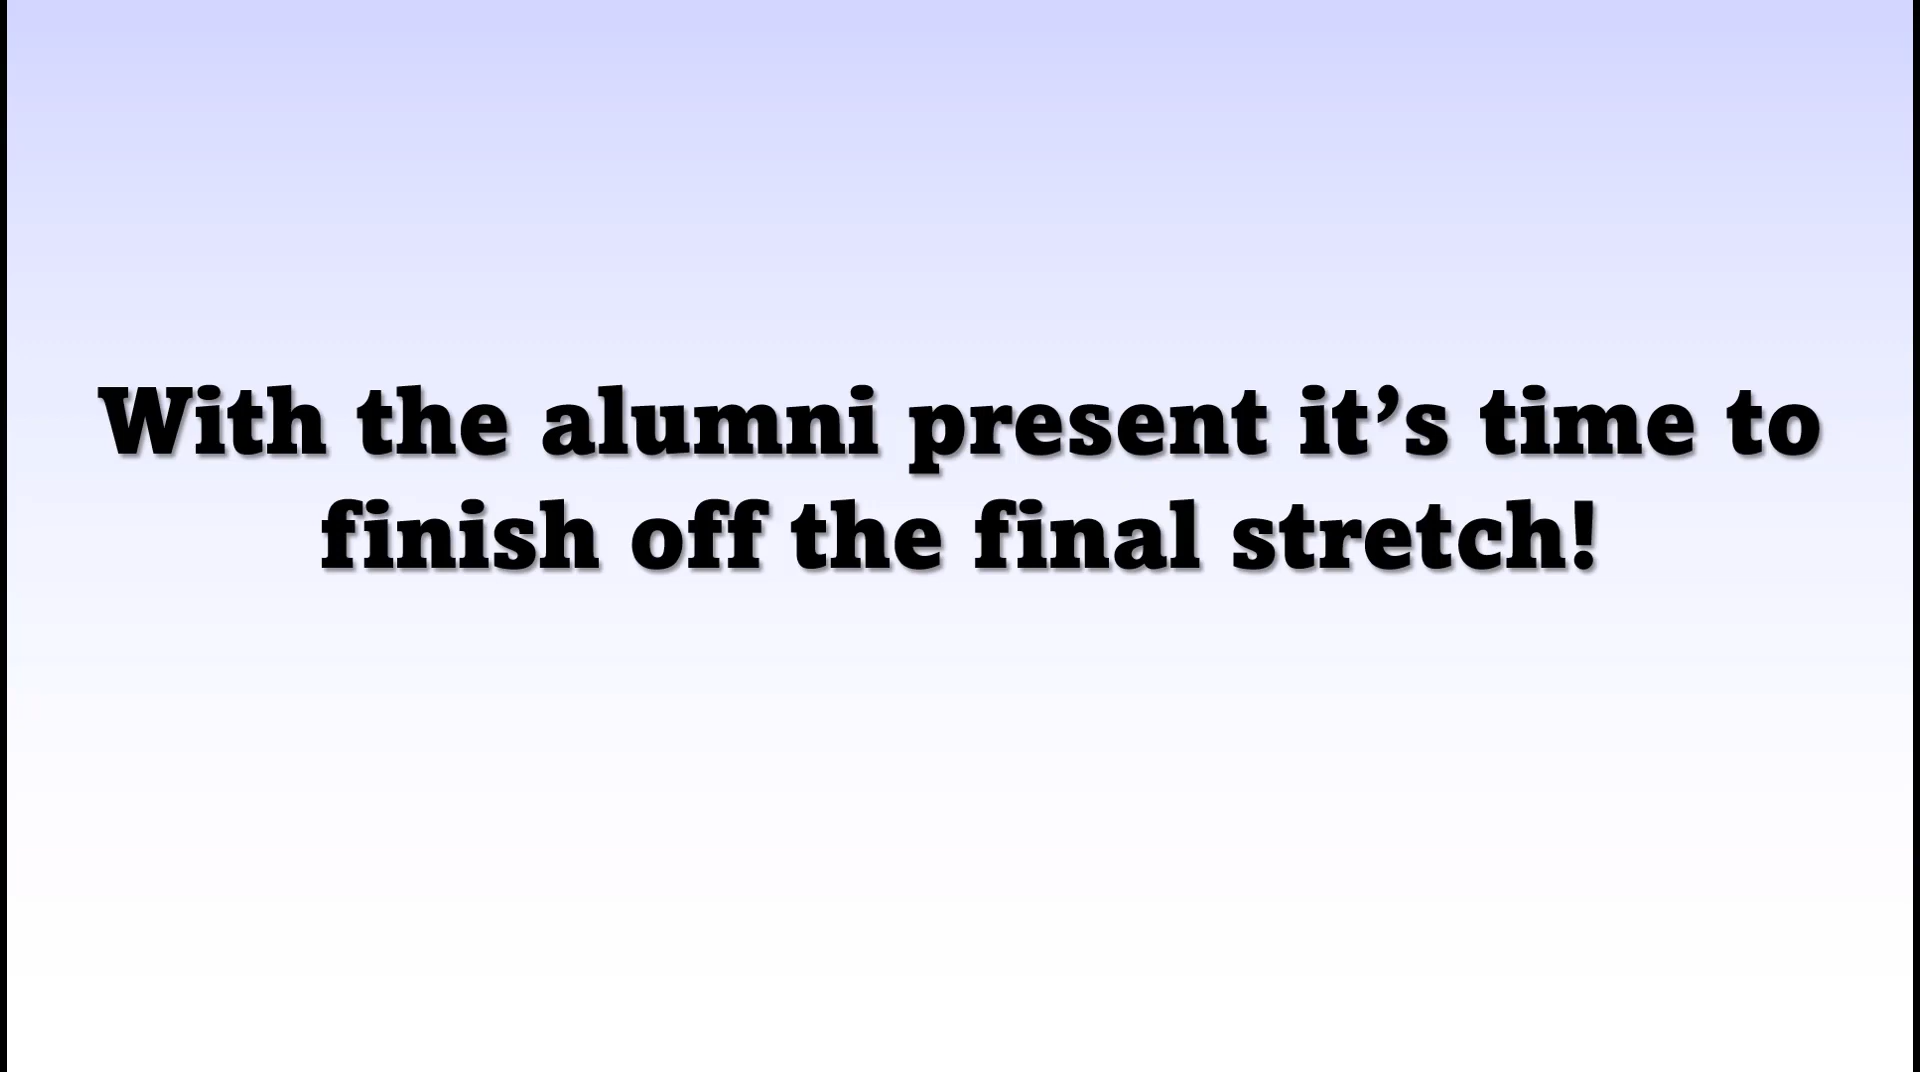 With the alumni present it’s time to
finish off the final stretch!